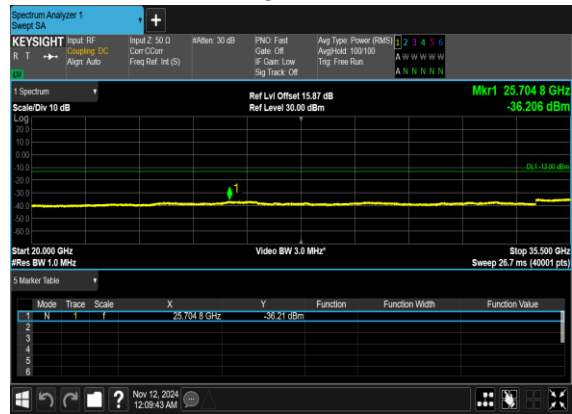 Spectrum Analyzer 1
Swept SA
+
KEYSIGHT Input: RF Input Z: 50 Ω #Atten: 30 dB PNO: Fast Avg Type: Power (RMS) 1 2 3 4 5 6
R T Coupling: DC Corr CCorr Gate: Off Avg|Hold: 100/100 A W W W W W
Align: Auto Freq Ref: Int (S) IF Gain: Low Trig: Free Run
Sig Track: Off A N N N N N
1 Spectrum Ref Lvl Offset 15.87 dB Mkr1 25.704 8 GHz
Scale/Div 10 dB Ref Level 30.00 dBm -36.206 dBm
Log
20.0
10.0
0.00
-10.0
DL1 -13.00 dBm
-20.0
-30.0
1
-40.0
-50.0
-60.0
Start 20.000 GHz Video BW 3.0 MHz* Stop 35.500 GHz
#Res BW 1.0 MHz Sweep 26.7 ms (40001 pts)
5 Marker Table
Mode Trace Scale X Y Function Function Width Function Value
1 N 1 f 25.704 8 GHz -36.21 dBm
2
3
4
5
6
? Nov 12, 2024
12:09:43 AM